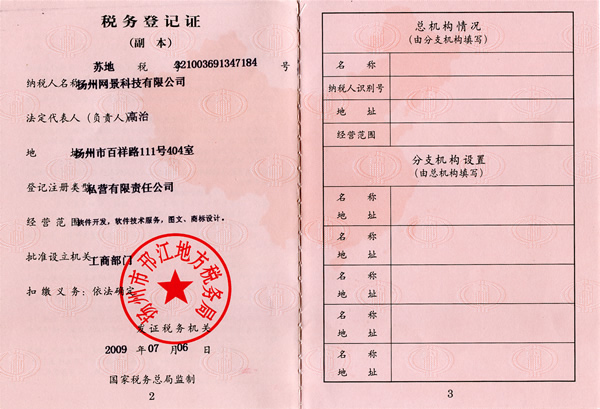 税务登记证
(副 本)
苏地 税 字321003691347184 号
纳税人名称扬州网景科技有限公司
法定代表人(负责人)高治
地 址扬州市百祥路111号404室
登记注册类型私营有限责任公司
经营范围软件开发，软件技术服务，图文、商标设计。
批准设立机关工商部门
扣缴义务:依法确定
扬州市邗江地方税务局
发证税务机关
2009 年 07 月 06 日
国家税务总局监制
2
总机构情况
(由分支机构填写)
名 称
纳税人识别号
地 址
经营范围
分支机构设置
(由总机构填写)
名 称
地 址
名 称
地 址
名 称
地 址
名 称
地 址
名 称
地 址
3